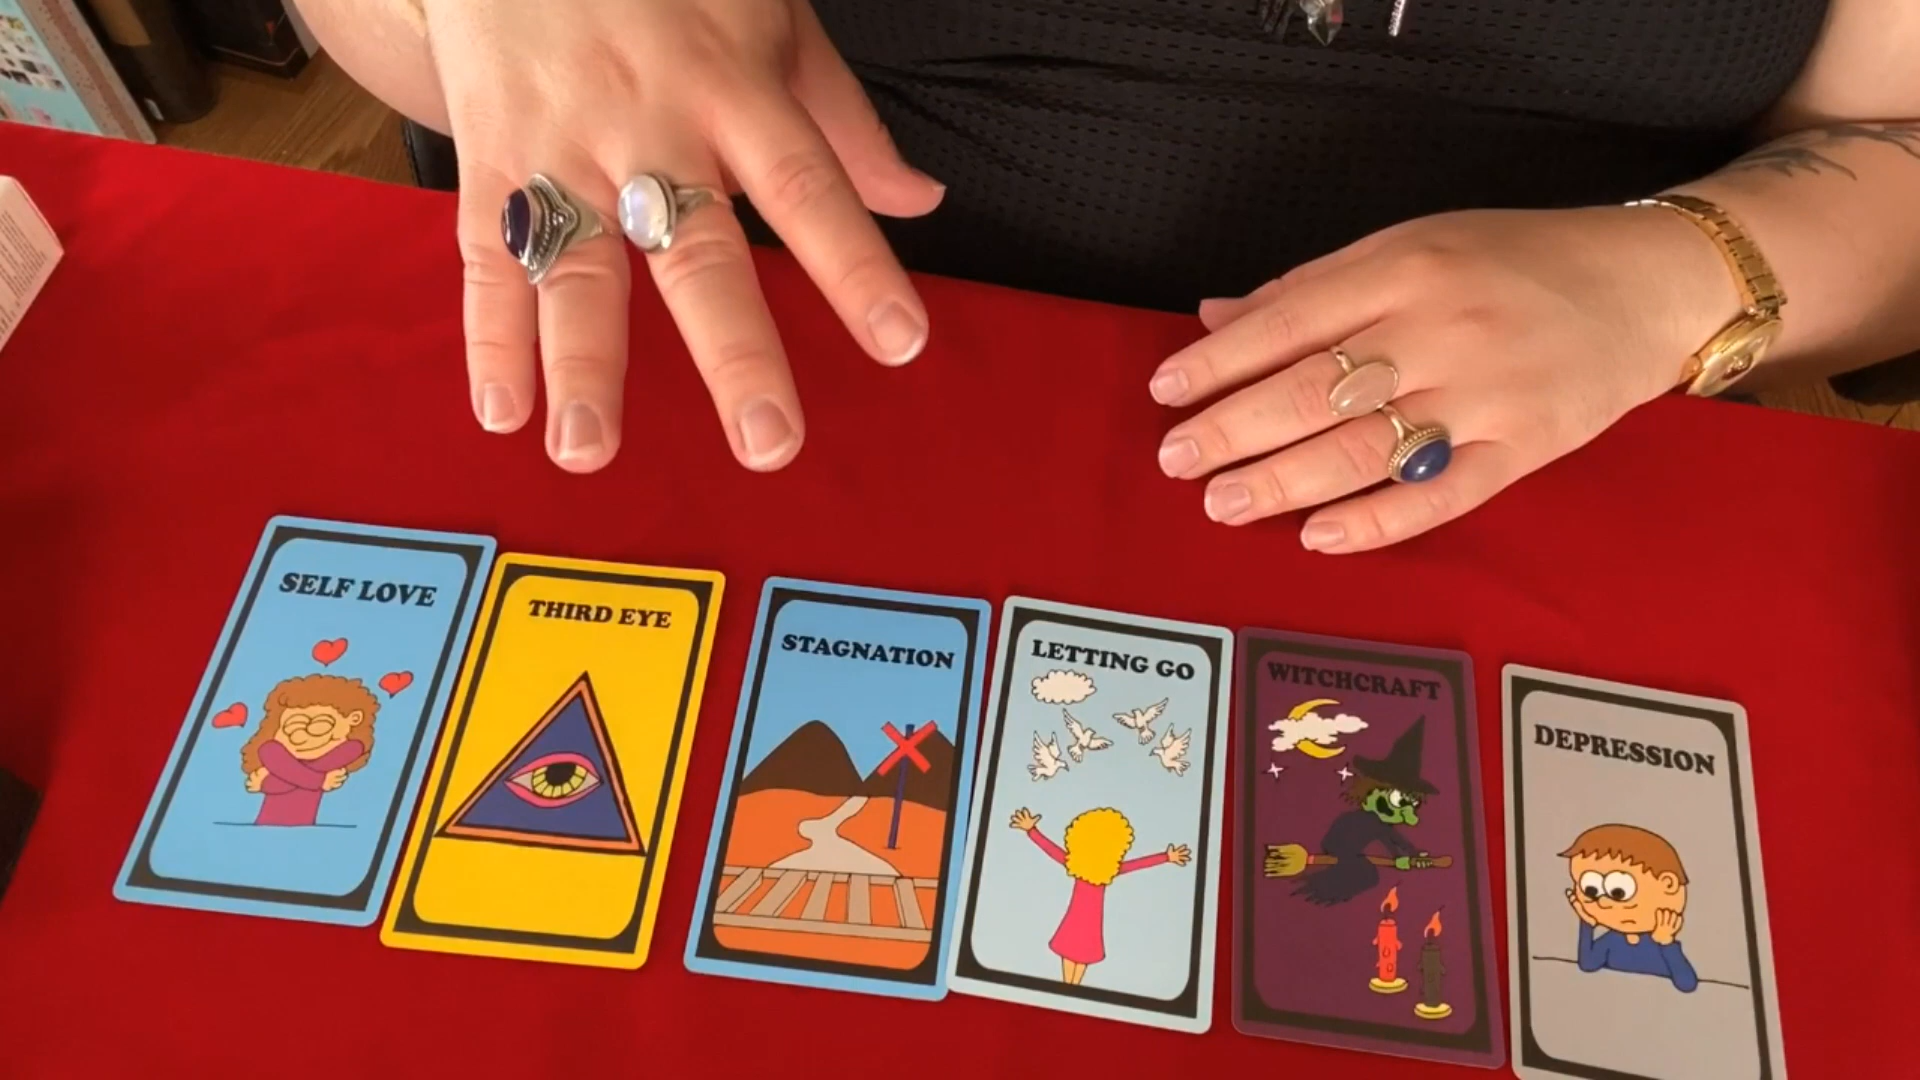 SELF LOVE
THIRD EYE
STAGNATION
LETTING GO
WITCHCRAFT
DEPRESSION